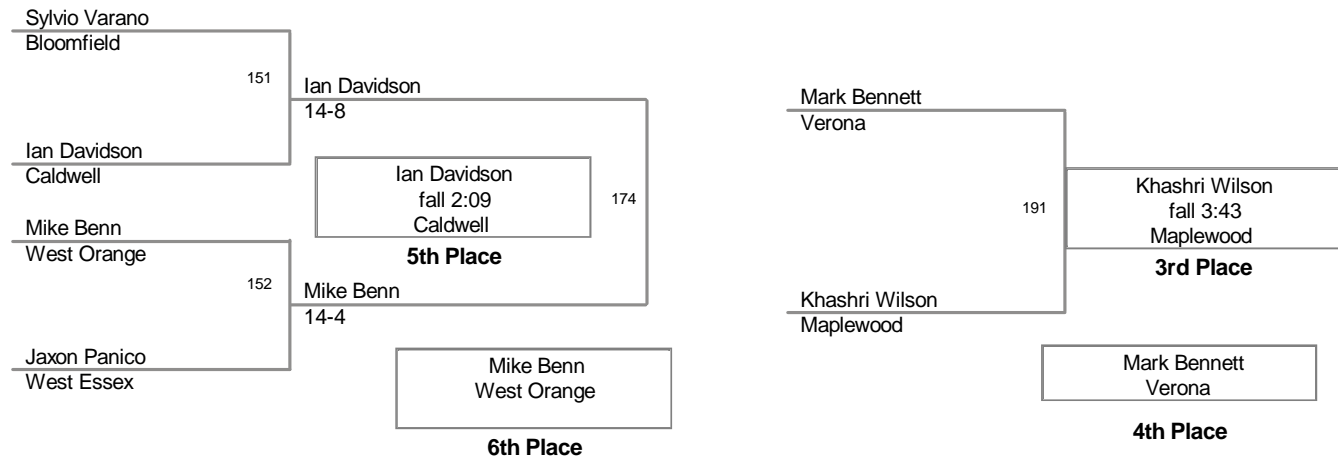 Sylvio Varano
Bloomfield
151
Ian Davidson
14-8
Ian Davidson
Caldwell
Ian Davidson
fall 2:09
Caldwell
5th Place
174
Mike Benn
West Orange
152
Mike Benn
14-4
Jaxon Panico
West Essex
Mike Benn
West Orange
6th Place
Mark Bennett
Verona
191
Khashri Wilson
fall 3:43
Maplewood
3rd Place
Khashri Wilson
Maplewood
Mark Bennett
Verona
4th Place